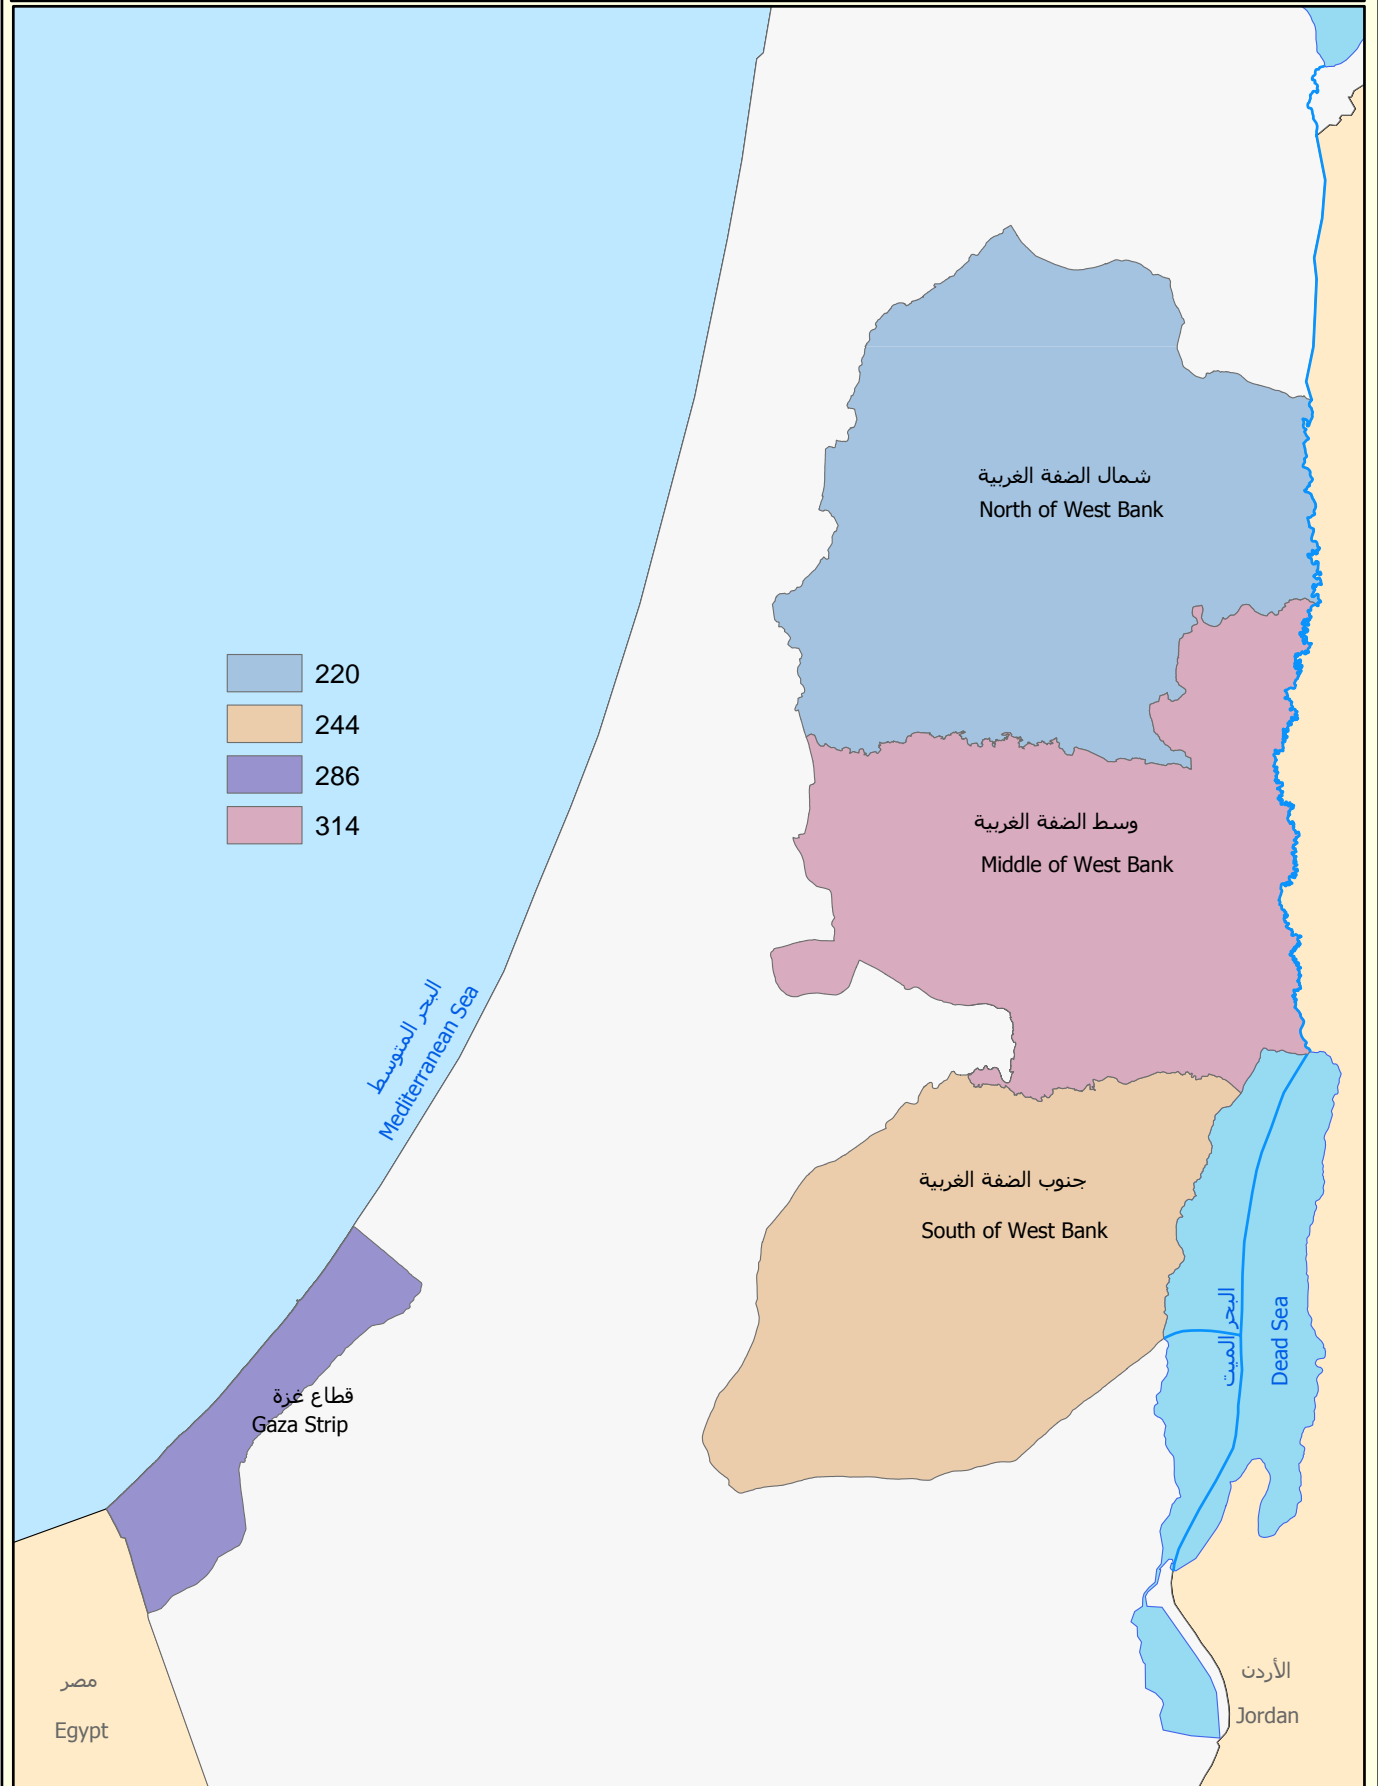 شمال الضفة الغربية
North of West Bank
220
244
286
314
وسط الضفة الغربية
Middle of West Bank
البحر المتوسط
Mediterranean Sea
جنوب الضفة الغربية
South of West Bank
البحر الميت
Dead Sea
قطاع غزة
Gaza Strip
مصر
Egypt
الأردن
Jordan